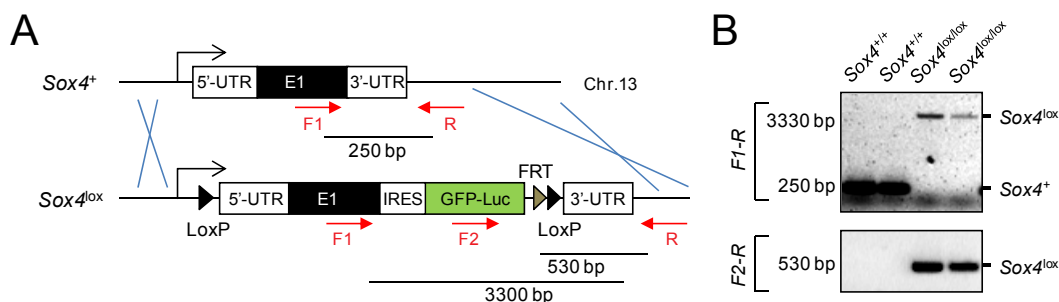 A
Sox4+
5'-UTR E1 3'-UTR
Chr.13
F1 R
250 bp
FRT
Sox4lox
5'-UTR E1 IRES GFP-Luc 3'-UTR
LoxP F1 F2 LoxP R
530 bp
3300 bp
B
Sox4+/+ Sox4+/+ Sox4lox/lox Sox4lox/lox
F1-R
3330 bp Sox4lox
250 bp Sox4+
F2-R
530 bp Sox4lox